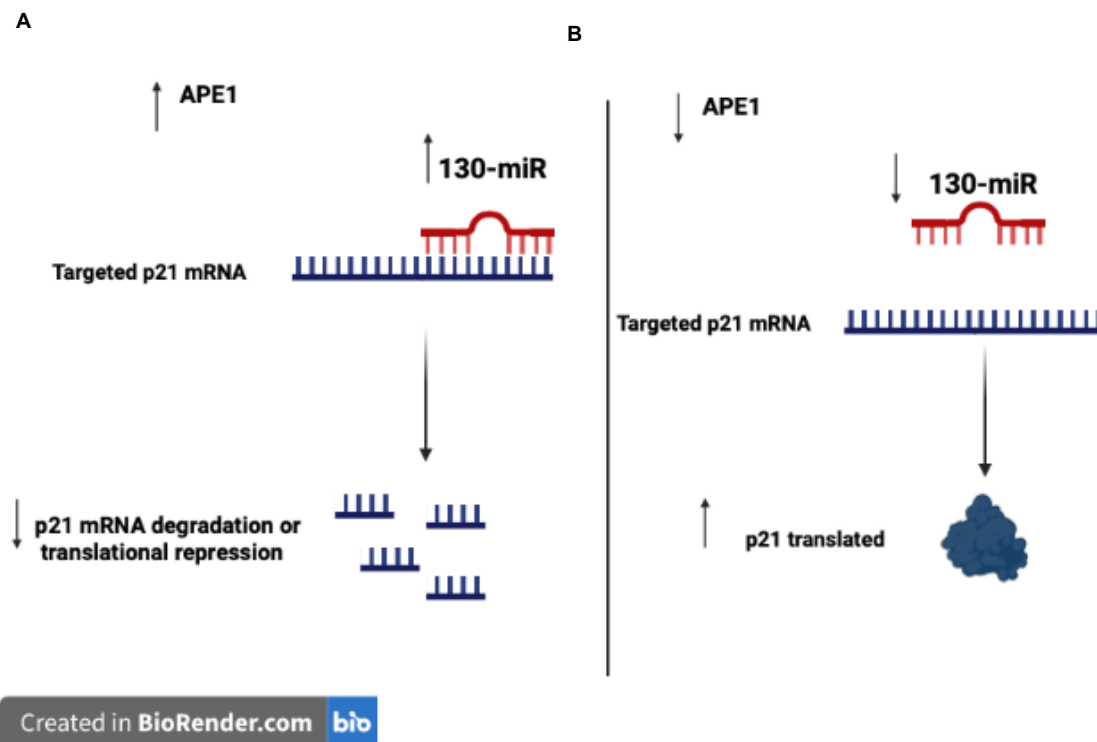 A
APE1
130-miR
Targeted p21 mRNA
p21 mRNA degradation or
translational repression
B
APE1
130-miR
Targeted p21 mRNA
p21 translated
Created in BioRender.com bio